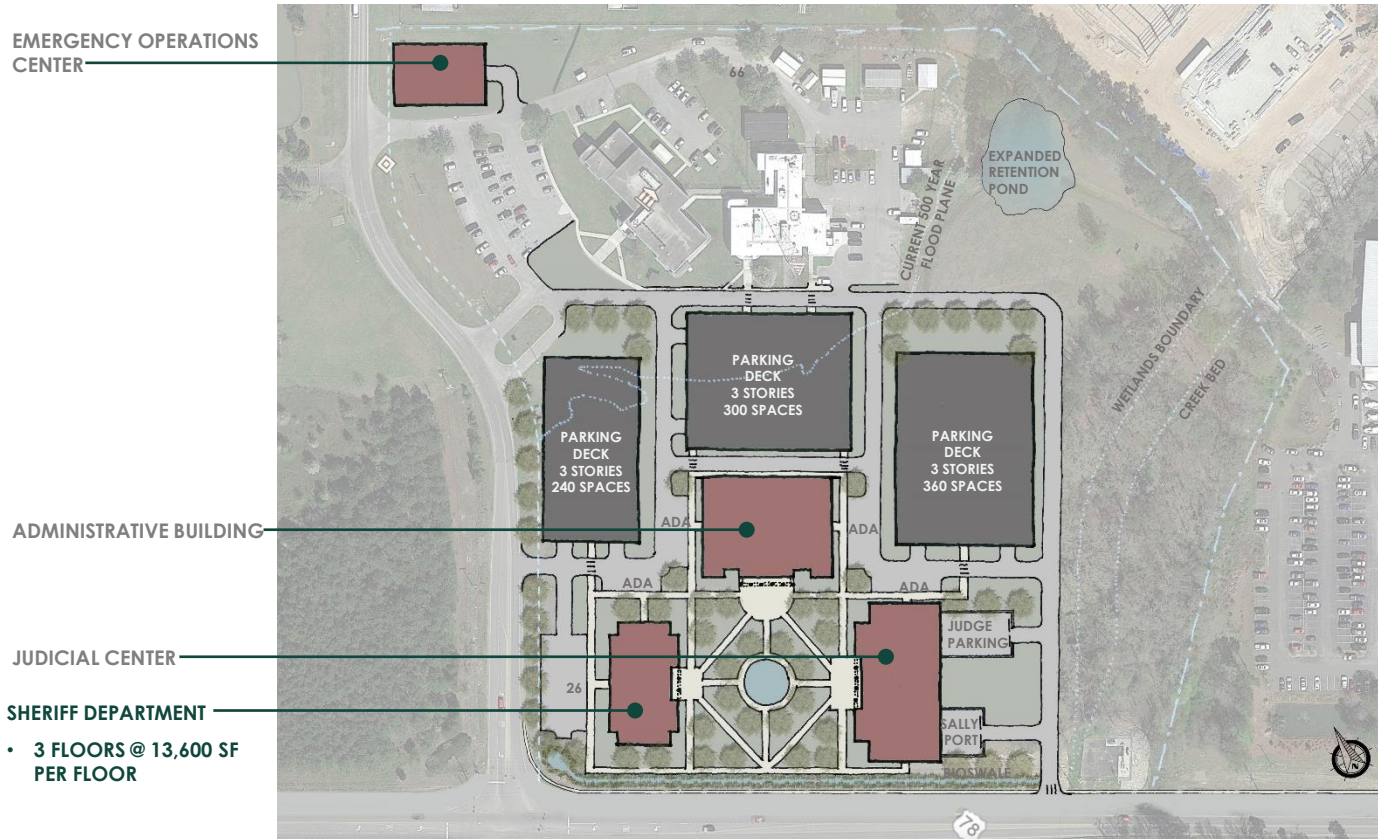 EMERGENCY OPERATIONS
CENTER
66
EXPANDED
RETENTION
POND
CURRENT 500 YEAR
FLOOD PLANE
WETLANDS BOUNDARY
CREEK BED
PARKING
DECK
3 STORIES
300 SPACES
PARKING
DECK
3 STORIES
240 SPACES
PARKING
DECK
3 STORIES
360 SPACES
ADMINISTRATIVE BUILDING
ADA
ADA
ADA
ADA
JUDGE
PARKING
JUDICIAL CENTER
26
SHERIFF DEPARTMENT
• 3 FLOORS @ 13,600 SF
PER FLOOR
SALLY
PORT
BIOSWALE
N
78